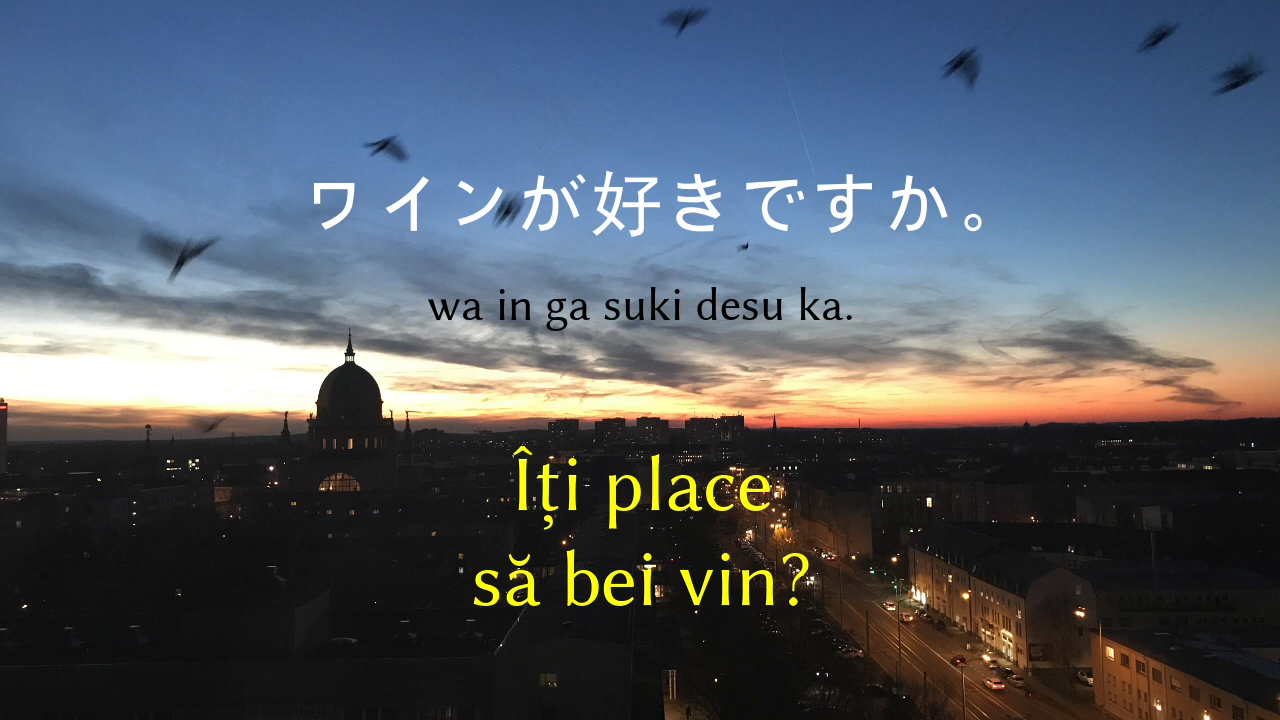 ワインが好きですか。
wa in ga suki desu ka.
Îți place
să bei vin?